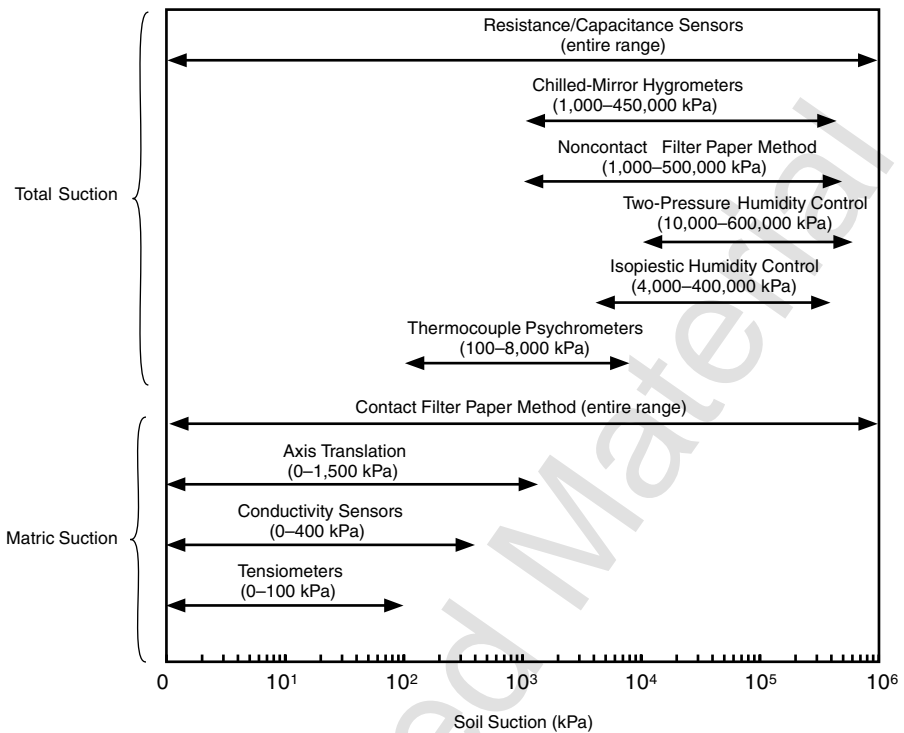 Resistance/Capacitance Sensors
(entire range)
Chilled-Mirror Hygrometers
(1,000–450,000 kPa)
Noncontact Filter Paper Method
(1,000–500,000 kPa)
Total Suction
Two-Pressure Humidity Control
(10,000–600,000 kPa)
Isopiestic Humidity Control
(4,000–400,000 kPa)
Thermocouple Psychrometers
(100–8,000 kPa)
Contact Filter Paper Method (entire range)
Axis Translation
(0–1,500 kPa)
Conductivity Sensors
(0–400 kPa)
Matric Suction
Tensiometers
(0–100 kPa)
0 10¹ 10² 10³ 10⁴ 10⁵ 10⁶
Soil Suction (kPa)
ed Material